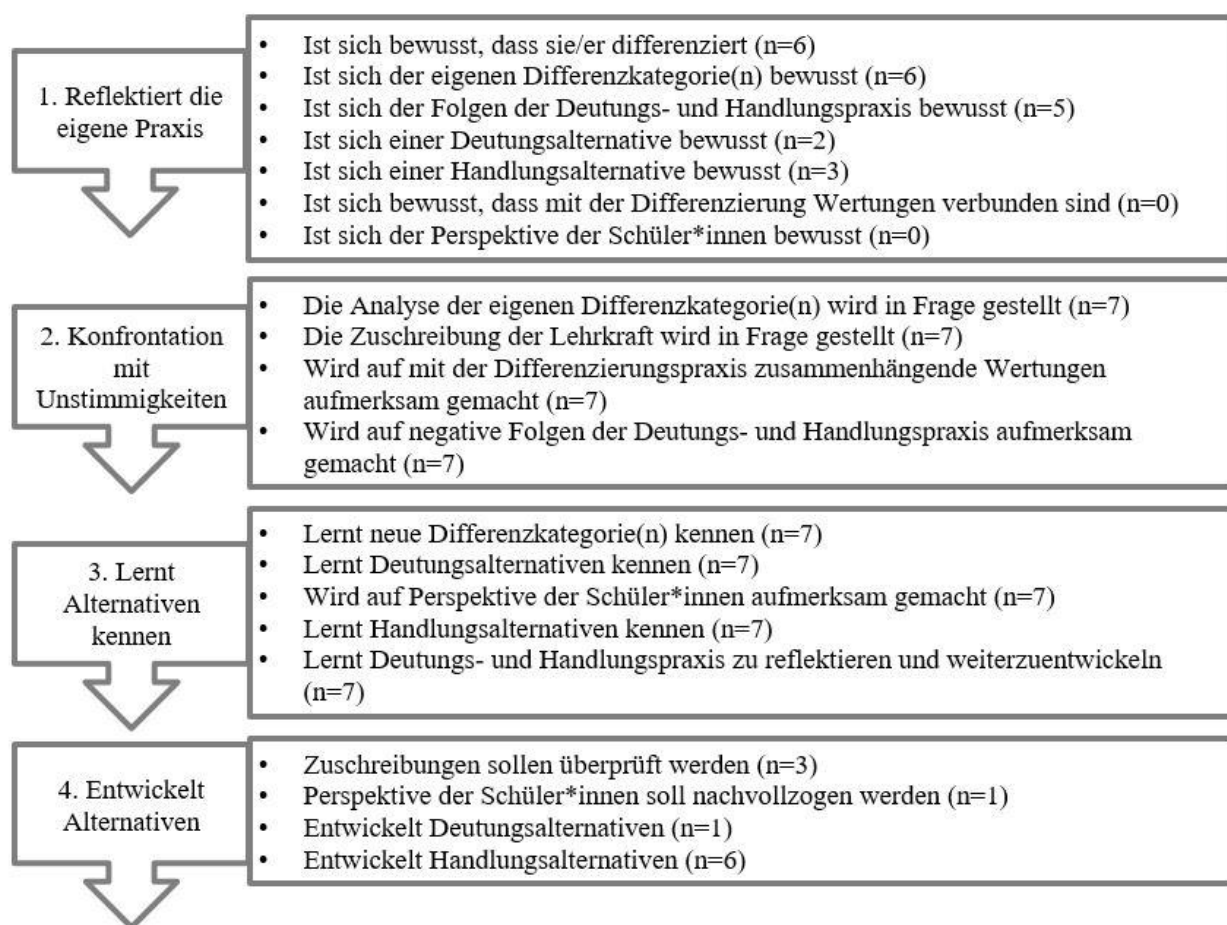 1. Reflektiert die
eigene Praxis
• Ist sich bewusst, dass sie/er differenziert (n=6)
• Ist sich der eigenen Differenzkategorie(n) bewusst (n=6)
• Ist sich der Folgen der Deutungs- und Handlungspraxis bewusst (n=5)
• Ist sich einer Deutungsalternative bewusst (n=2)
• Ist sich einer Handlungsalternative bewusst (n=3)
• Ist sich bewusst, dass mit der Differenzierung Wertungen verbunden sind (n=0)
• Ist sich der Perspektive der Schüler*innen bewusst (n=0)
2. Konfrontation
mit
Unstimmigkeiten
• Die Analyse der eigenen Differenzkategorie(n) wird in Frage gestellt (n=7)
• Die Zuschreibung der Lehrkraft wird in Frage gestellt (n=7)
• Wird auf mit der Differenzierungspraxis zusammenhängende Wertungen
aufmerksam gemacht (n=7)
• Wird auf negative Folgen der Deutungs- und Handlungspraxis aufmerksam
gemacht (n=7)
3. Lernt
Alternativen
kennen
• Lernt neue Differenzkategorie(n) kennen (n=7)
• Lernt Deutungsalternativen kennen (n=7)
• Wird auf Perspektive der Schüler*innen aufmerksam gemacht (n=7)
• Lernt Handlungsalternativen kennen (n=7)
• Lernt Deutungs- und Handlungspraxis zu reflektieren und weiterzuentwickeln
(n=7)
4. Entwickelt
Alternativen
• Zuschreibungen sollen überprüft werden (n=3)
• Perspektive der Schüler*innen soll nachvollzogen werden (n=1)
• Entwickelt Deutungsalternativen (n=1)
• Entwickelt Handlungsalternativen (n=6)